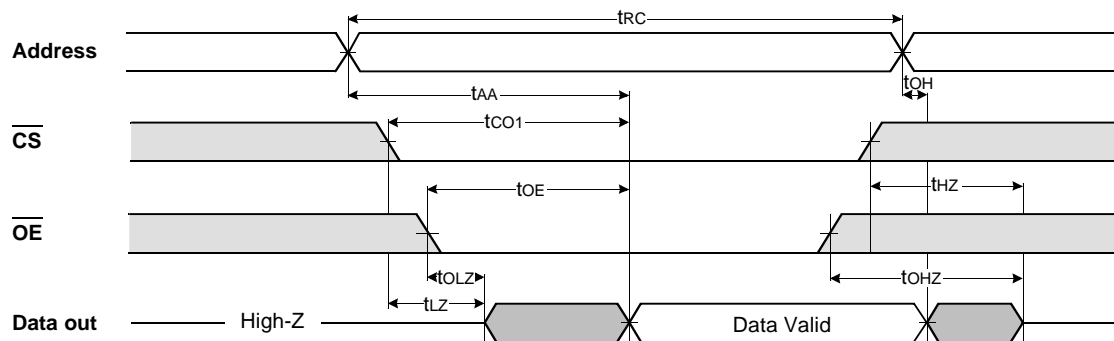 tRC
Address
tOH
tAA
tCO1
CS
tHZ
tOE
OE
tOLZ
tOHZ
tLZ
High-Z
Data Valid
Data out